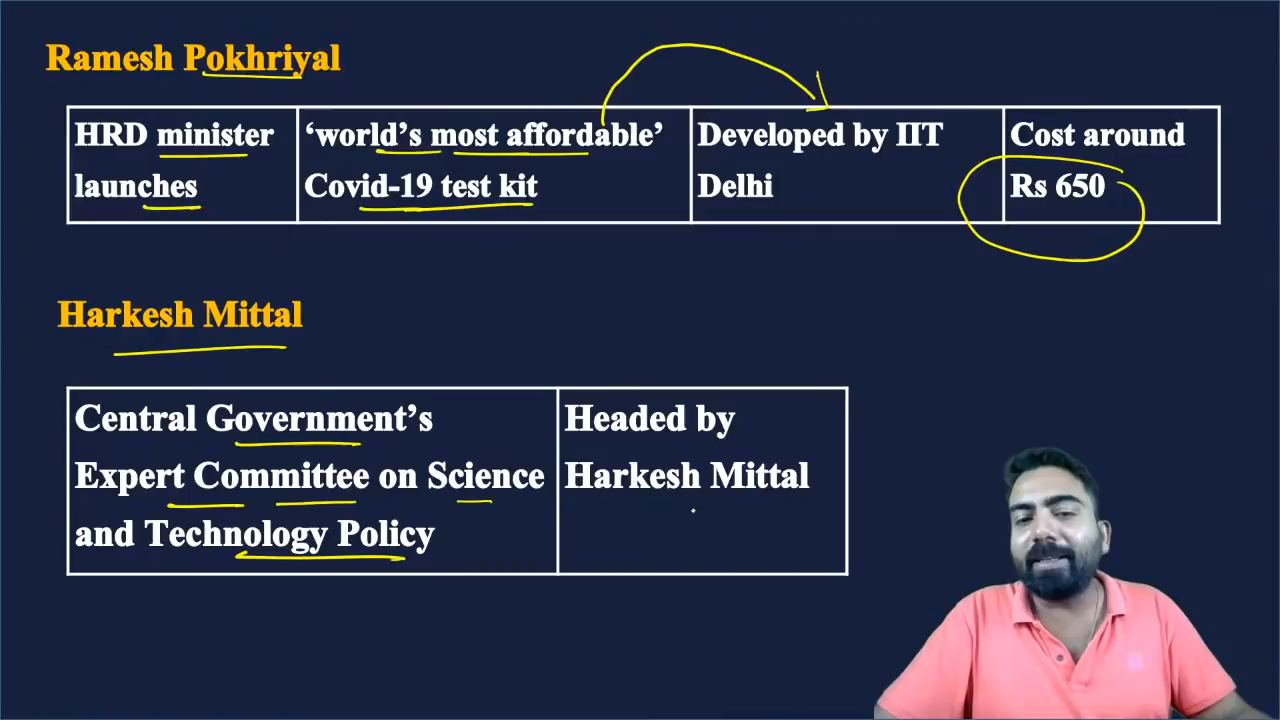 Ramesh Pokhriyal
HRD minister
launches
‘world’s most affordable’
Covid-19 test kit
Developed by IIT
Delhi
Cost around
Rs 650
Harkesh Mittal
Central Government’s
Expert Committee on Science
and Technology Policy
Headed by
Harkesh Mittal